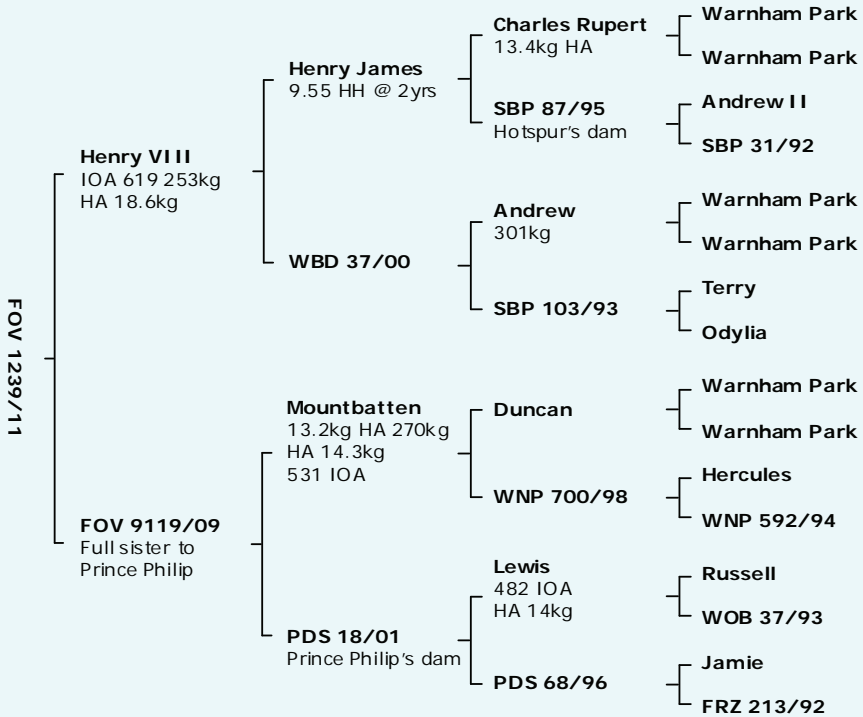 FOV 1239/11
Henry VIII
IOA 619 253kg
HA 18.6kg
FOV 9119/09
Full sister to
Prince Philip
Henry James
9.55 HH @ 2yrs
WBD 37/00
Mountbatten
13.2kg HA 270kg
HA 14.3kg
531 IOA
PDS 18/01
Prince Philip's dam
Charles Rupert
13.4kg HA
SBP 87/95
Hotspur's dam
Andrew
301kg
SBP 103/93
Duncan
WNP 700/98
Lewis
482 IOA
HA 14kg
PDS 68/96
Warnham Park
Warnham Park
Andrew II
SBP 31/92
Warnham Park
Warnham Park
Terry
Odylia
Warnham Park
Warnham Park
Hercules
WNP 592/94
Russell
WOB 37/93
Jamie
FRZ 213/92